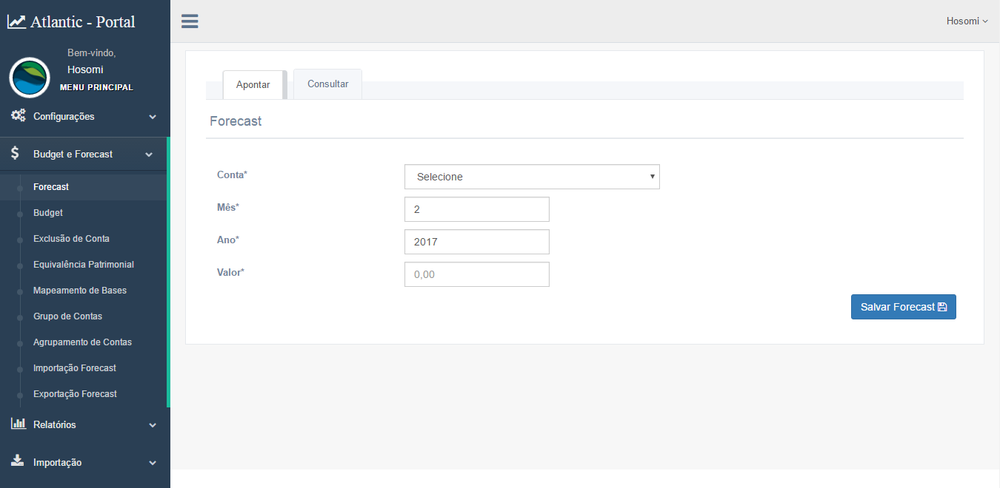 Atlantic - Portal
Bem-vindo,
Hosomi
MENU PRINCIPAL
Configurações
Budget e Forecast
Forecast
Budget
Exclusão de Conta
Equivalência Patrimonial
Mapeamento de Bases
Grupo de Contas
Agrupamento de Contas
Importação Forecast
Exportação Forecast
Relatórios
Importação
Hosomi
Apontar
Consultar
Forecast
Conta*
Selecione
Mês*
2
Ano*
2017
Valor*
0,00
Salvar Forecast